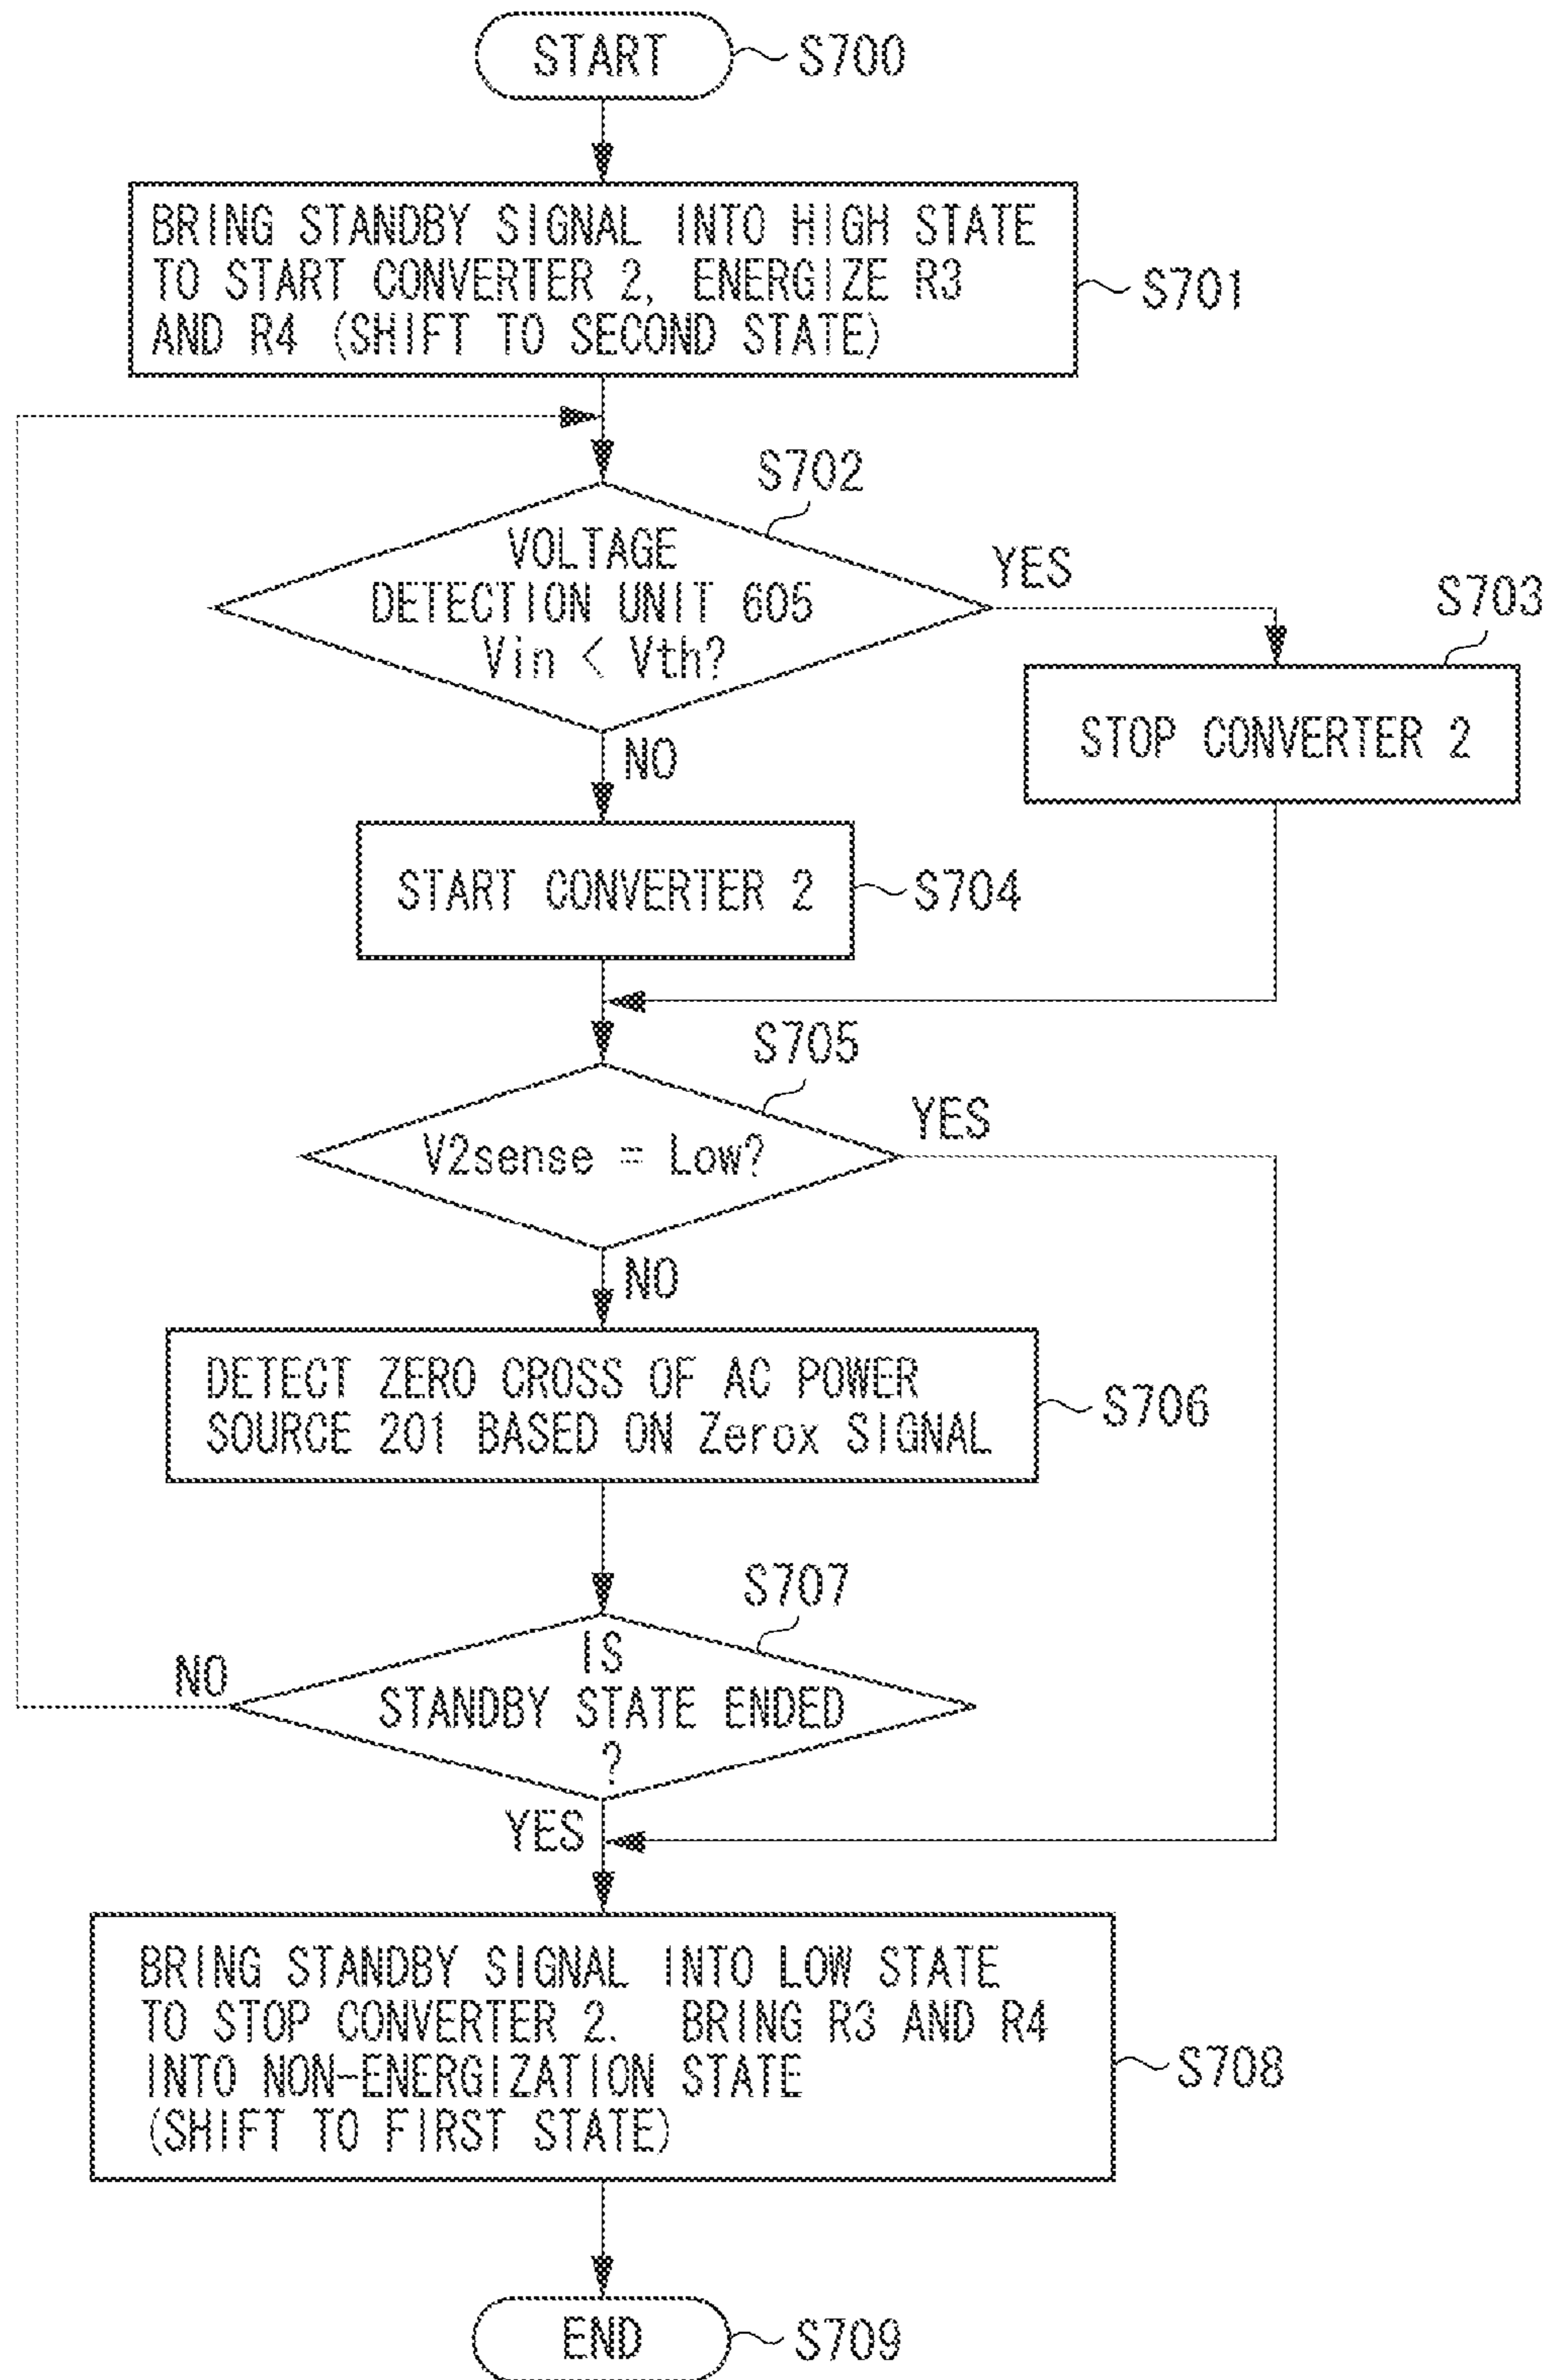 START
S700
BRING STANDBY SIGNAL INTO HIGH STATE
TO START CONVERTER 2, ENERGIZE R3
AND R4 (SHIFT TO SECOND STATE)
S701
S702
VOLTAGE
DETECTION UNIT 605
Vin < Vth?
YES
S703
STOP CONVERTER 2
NO
START CONVERTER 2
S704
S705
V2sense = Low?
YES
NO
DETECT ZERO CROSS OF AC POWER
SOURCE 201 BASED ON Zerox SIGNAL
S706
S707
IS
STANDBY STATE ENDED
?
NO
YES
BRING STANDBY SIGNAL INTO LOW STATE
TO STOP CONVERTER 2. BRING R3 AND R4
INTO NON-ENERGIZATION STATE
(SHIFT TO FIRST STATE)
S708
END
S709